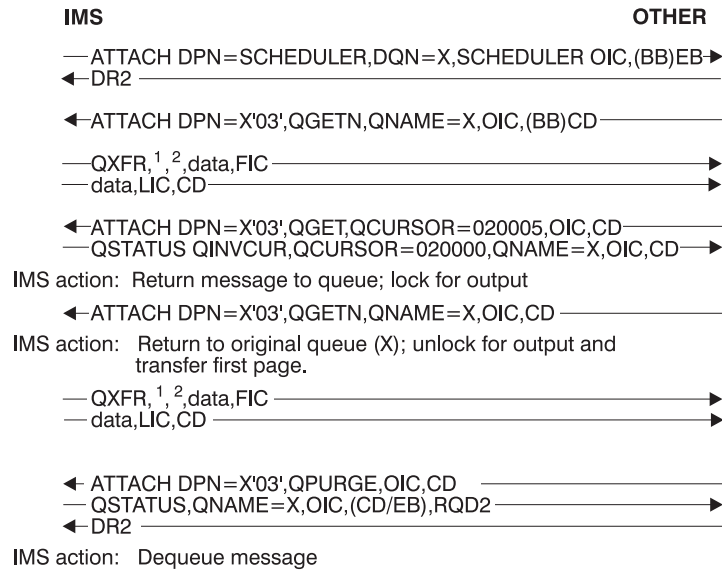 IMS OTHER
ATTACH DPN=SCHEDULER,DQN=X,SCHEDULER OIC,(BB)EB
DR2
ATTACH DPN=X'03',QGETN,QNAME=X,OIC,(BB)CD
QXFR,1,2,data,FIC
data,LIC,CD
ATTACH DPN=X'03',QGET,QCURSOR=020005,OIC,CD
QSTATUS QINVCUR,QCURSOR=020000,QNAME=X,OIC,CD
IMS action: Return message to queue; lock for output
ATTACH DPN=X'03',QGETN,QNAME=X,OIC,CD
IMS action: Return to original queue (X); unlock for output and
transfer first page.
QXFR,1,2,data,FIC
data,LIC,CD
ATTACH DPN=X'03',QPURGE,OIC,CD
QSTATUS,QNAME=X,OIC,(CD/EB),RQD2
DR2
IMS action: Dequeue message